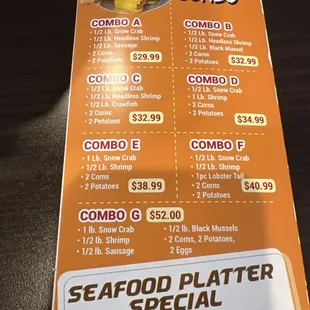 COMBO
COMBO A
• 1/2 Lb. Snow Crab
• 1/2 Lb. Headless Shrimp
• 1/2 Lb. Sausage
• 2 Corns
• 2 Potatoes
$29.99
COMBO B
• 1/2 Lb. Snow Crab
• 1/2 Lb. Headless Shrimp
• 1/2 Lb. Black Mussel
• 2 Corns
• 2 Potatoes
$32.99
COMBO C
• 1/2 Lb. Snow Crab
• 1/2 Lb. Headless Shrimp
• 1/2 Lb. Crawfish
• 2 Corns
• 2 Potatoes
$32.99
COMBO D
• 1/2 Lb. Snow Crab
• 1 Lb. Shrimp
• 2 Corns
• 2 Potatoes
$34.99
COMBO E
• 1 Lb. Snow Crab
• 1/2 Lb. Shrimp
• 2 Corns
• 2 Potatoes
$38.99
COMBO F
• 1/2 Lb. Snow Crab
• 1/2 Lb. Shrimp
1pc Lobster Tail
• 2 Corns
• 2 Potatoes
$40.99
COMBO G $52.00
• 1 lb. Snow Crab
• 1/2 lb. Shrimp
• 1/2 lb. Sausage
• 1/2 lb. Black Mussels
• 2 Corns, 2 Potatoes,
2 Eggs
SEAFOOD PLATTER
SPECIAL